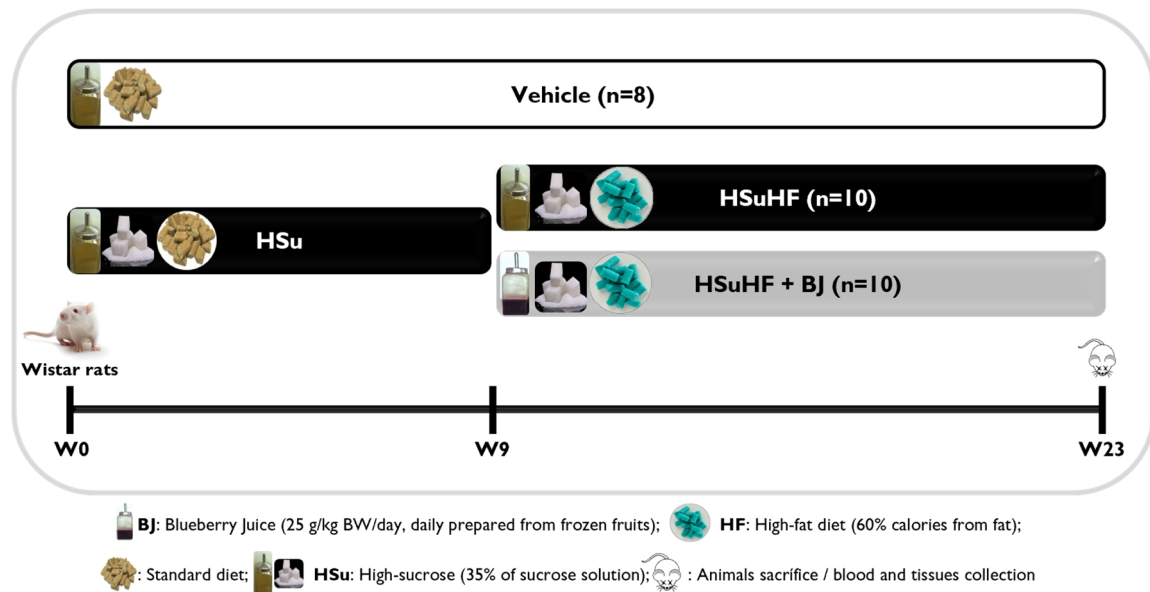 Vehicle (n=8)
HSuHF (n=10)
HSu
HSuHF + BJ (n=10)
Wistar rats
W0
W9
W23
BJ: Blueberry Juice (25 g/kg BW/day, daily prepared from frozen fruits); HF: High-fat diet (60% calories from fat);
: Standard diet; HSu: High-sucrose (35% of sucrose solution); : Animals sacrífice / blood and tissues collection